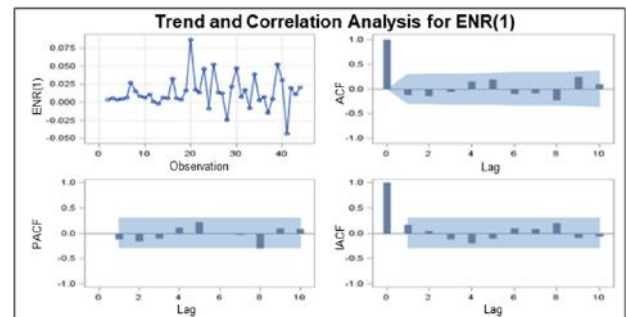 Trend and Correlation Analysis for ENR(1)
0.075
0.050
0.025
0.000
-0.025
-0.050
ENR(1)
0 10 20 30 40
Observation
1.0
0.5
0.0
-0.5
-1.0
ACF
0 2 4 6 8 10
Lag
1.0
0.5
0.0
-0.5
-1.0
PACF
0 2 4 6 8 10
Lag
1.0
0.5
0.0
-0.5
-1.0
IACF
0 2 4 6 8 10
Lag